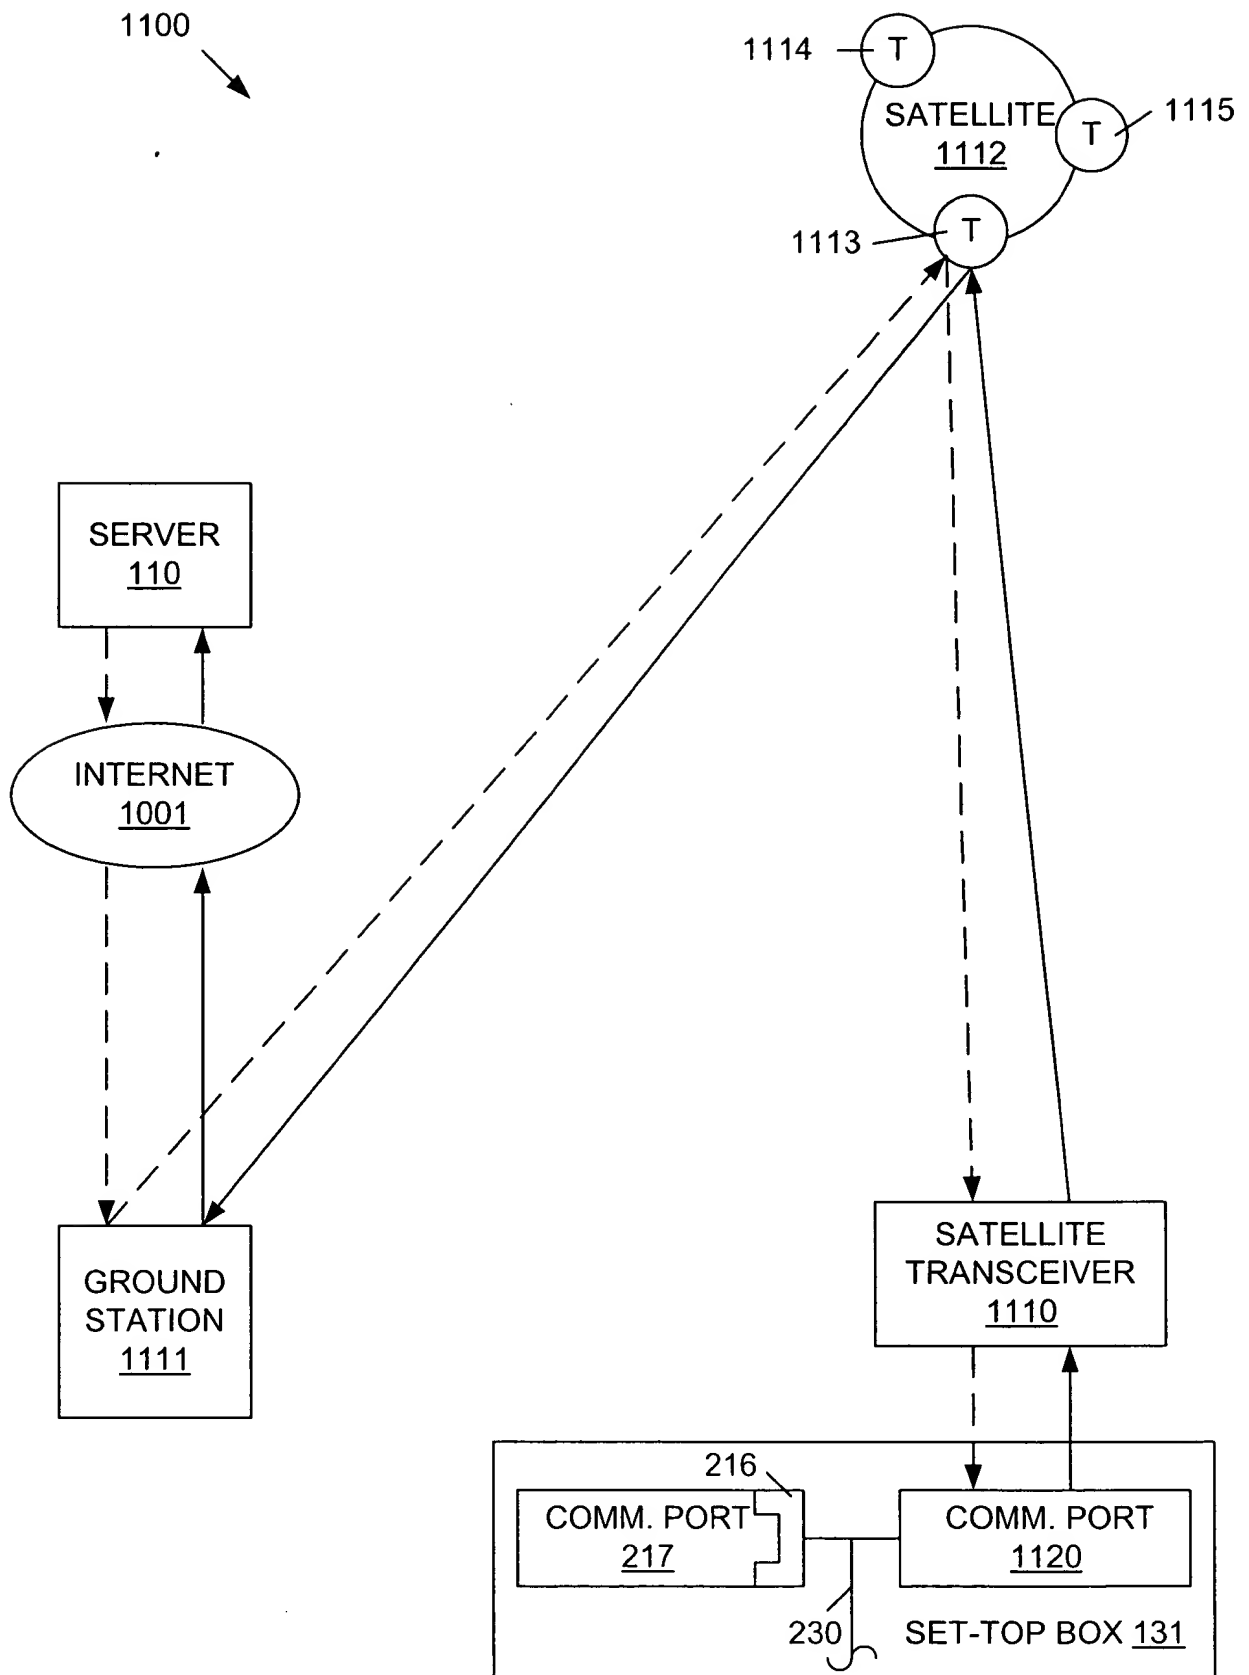 1100
1114
T
SATELLITE
1112
T
1115
1113
T
SERVER
110
INTERNET
1001
GROUND
STATION
1111
SATELLITE
TRANSCEIVER
1110
216
COMM. PORT
217
COMM. PORT
1120
230
SET-TOP BOX 131